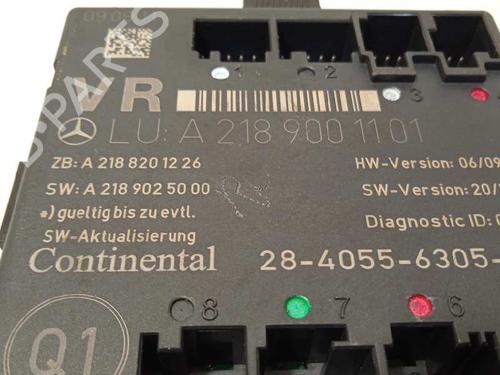 VR
1 2 3
LU: A 218 900 11 01
ZB: A 218 820 12 26
HW-Version: 06/09
SW: A 218 902 50 00
SW-Version: 20/
*) gueltig bis zu evtl.
Diagnostic ID:
SW-Aktualisierung
Continental
28-4055-6305-
8 7 6
Q1
B-PARTS